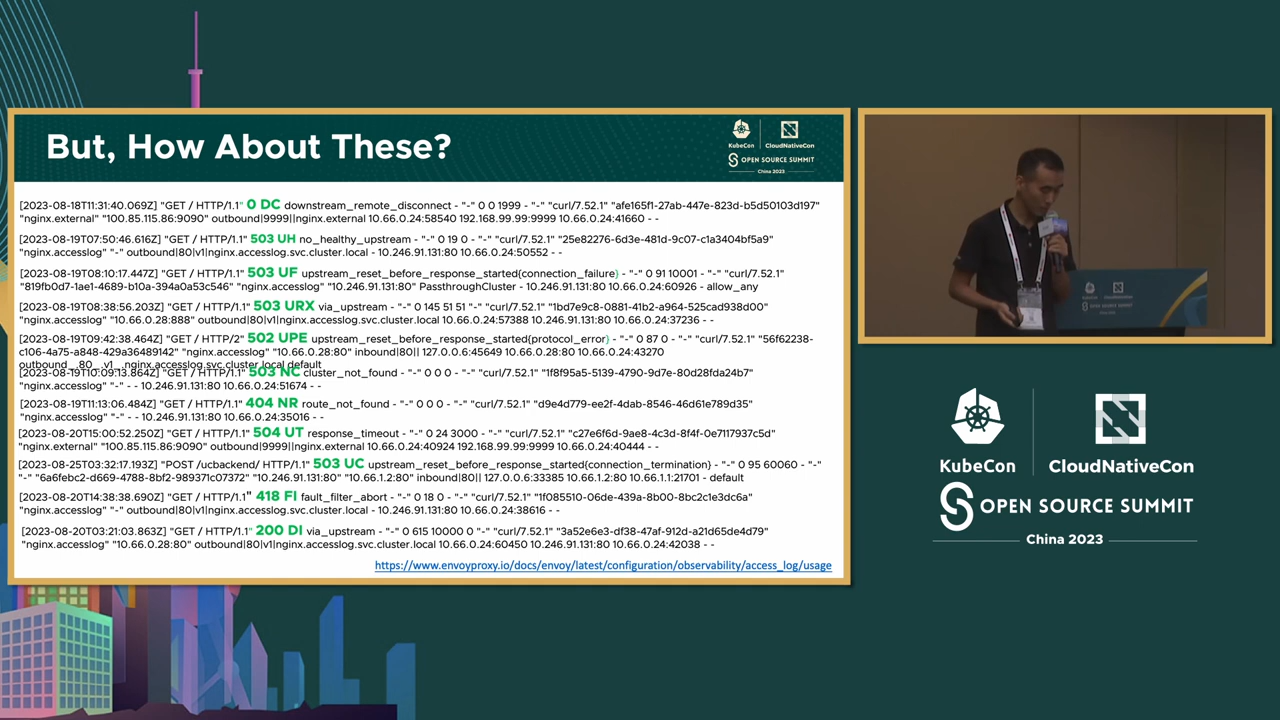 But, How About These?
KubeCon
CloudNativeCon
OPEN SOURCE SUMMIT
China 2023
[2023-08-18T11:31:40.069Z] "GET / HTTP/1.1" 0 DC downstream_remote_disconnect - "-" 0 0 1999 - "-" "curl/7.52.1" "afe165f1-27ab-447e-823d-b5d50103d197"
"nginx.external" "100.85.115.86:9090" outbound|9999||nginx.external 10.66.0.24:58540 192.168.99.99:9999 10.66.0.24:41660 - -
[2023-08-19T07:50:46.616Z] "GET / HTTP/1.1" 503 UH no_healthy_upstream - "-" 0 19 0 - "-" "curl/7.52.1" "25e82276-6d3e-481d-9c07-c1a3404bf5a9"
"nginx.accesslog" "-" outbound|80|v1|nginx.accesslog.svc.cluster.local - 10.246.91.131:80 10.66.0.24:50552 - -
[2023-08-19T08:10:17.447Z] "GET / HTTP/1.1" 503 UF upstream_reset_before_response_started{connection_failure} - "-" 0 91 10001 - "-" "curl/7.52.1"
"819fb0d7-1ae1-4689-b10a-394a0a53c546" "nginx.accesslog" "10.246.91.131:80" PassthroughCluster - 10.246.91.131:80 10.66.0.24:60926 - allow_any
[2023-08-19T08:38:56.203Z] "GET / HTTP/1.1" 503 URX via_upstream - "-" 0 145 51 51 "-" "curl/7.52.1" "1bd7e9c8-0881-41b2-a964-525cad938d00"
"nginx.accesslog" "10.66.0.28:888" outbound|80|v1|nginx.accesslog.svc.cluster.local 10.66.0.24:57388 10.246.91.131:80 10.66.0.24:37236 - -
[2023-08-19T09:42:38.464Z] "GET / HTTP/2" 502 UPE upstream_reset_before_response_started{protocol_error} - "-" 0 87 0 - "-" "curl/7.52.1" "56f62238-
c106-4a75-a848-429a36489142" "nginx.accesslog" "10.66.0.28:80" inbound|80|| 127.0.0.6:45649 10.66.0.28:80 10.66.0.24:43270
outbound_.80_.v1_.nginx.accesslog.svc.cluster.local default
[2023-08-19T10:09:13.864Z] "GET / HTTP/1.1" 503 NC cluster_not_found - "-" 0 0 0 - "-" "curl/7.52.1" "1f8f95a5-5139-4790-9d7e-80d28fda24b7"
"nginx.accesslog" "-" - - 10.246.91.131:80 10.66.0.24:51674 - -
[2023-08-19T11:13:06.484Z] "GET / HTTP/1.1" 404 NR route_not_found - "-" 0 0 0 - "-" "curl/7.52.1" "d9e4d779-ee2f-4dab-8546-46d61e789d35"
"nginx.accesslog" "-" - - 10.246.91.131:80 10.66.0.24:35016 - -
[2023-08-20T15:00:52.250Z] "GET / HTTP/1.1" 504 UT response_timeout - "-" 0 24 3000 - "-" "curl/7.52.1" "c27e6f6d-9ae8-4c3d-8f4f-0e7117937c5d"
"nginx.external" "100.85.115.86:9090" outbound|9999||nginx.external 10.66.0.24:40924 192.168.99.99:9999 10.66.0.24:40444 - -
[2023-08-25T03:32:17.193Z] "POST /ucbackend/ HTTP/1.1" 503 UC upstream_reset_before_response_started{connection_termination} - "-" 0 95 60060 - "-"
"-" "6a6febc2-d669-4788-8bf2-989371c07372" "10.246.91.131:80" "10.66.1.2:80" inbound|80|| 127.0.0.6:33385 10.66.1.2:80 10.66.1.1:21701 - default
[2023-08-20T14:38:38.690Z] "GET / HTTP/1.1" 418 FI fault_filter_abort - "-" 0 18 0 - "-" "curl/7.52.1" "1f085510-06de-439a-8b00-8bc2c1e3dc6a"
"nginx.accesslog" "-" outbound|80|v1|nginx.accesslog.svc.cluster.local - 10.246.91.131:80 10.66.0.24:38616 - -
[2023-08-20T03:21:03.863Z] "GET / HTTP/1.1" 200 DI via_upstream - "-" 0 615 10000 0 "-" "curl/7.52.1" "3a52e6e3-df38-47af-912d-a21d65de4d79"
"nginx.accesslog" "10.66.0.28:80" outbound|80|v1|nginx.accesslog.svc.cluster.local 10.66.0.24:60450 10.246.91.131:80 10.66.0.24:42038 - -
https://www.envoyproxy.io/docs/envoy/latest/configuration/observability/access_log/usage
KubeCon
CloudNativeCon
OPEN SOURCE SUMMIT
China 2023